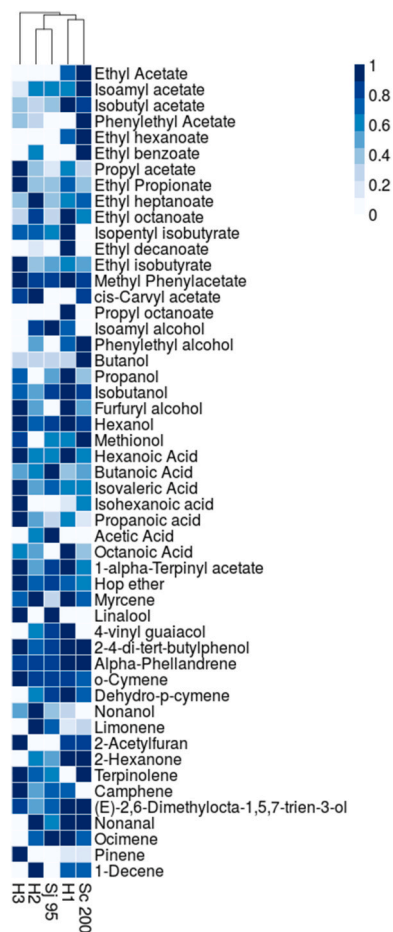 Ethyl Acetate
Isoamyl acetate
Isobutyl acetate
Phenylethyl Acetate
Ethyl hexanoate
Ethyl benzoate
Propyl acetate
Ethyl Propionate
Ethyl heptanoate
Ethyl octanoate
Isopentyl isobutyrate
Ethyl decanoate
Ethyl isobutyrate
Methyl Phenylacetate
cis-Carvyl acetate
Propyl octanoate
Isoamyl alcohol
Phenylethyl alcohol
Butanol
Propanol
Isobutanol
Furfuryl alcohol
Hexanol
Methionol
Hexanoic Acid
Butanoic Acid
Isovaleric Acid
Isohexanoic acid
Propanoic acid
Acetic Acid
Octanoic Acid
1-alpha-Terpinyl acetate
Hop ether
Myrcene
Linalool
4-vinyl guaiacol
2-4-di-tert-butylphenol
Alpha-Phellandrene
o-Cymene
Dehydro-p-cymene
Nonanol
Limonene
2-Acetylfuran
2-Hexanone
Terpinolene
Camphene
(E)-2,6-Dimethylocta-1,5,7-trien-3-ol
Nonanal
Ocimene
Pinene
1-Decene
H3
H2
Sj 95
H1
Sc 200
1
0.8
0.6
0.4
0.2
0